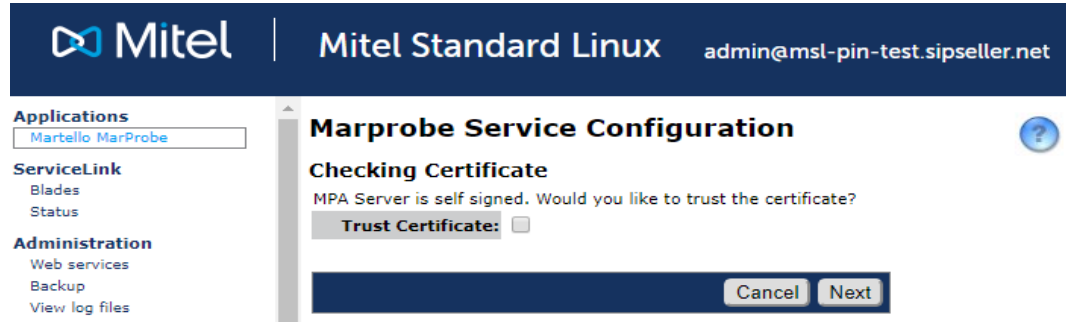 Mitel
Mitel Standard Linux
admin@msl-pin-test.sipseller.net
Applications
Martello MarProbe
ServiceLink
Blades
Status
Administration
Web services
Backup
View log files
Marprobe Service Configuration
?
Checking Certificate
MPA Server is self signed. Would you like to trust the certificate?
Trust Certificate:
Cancel Next